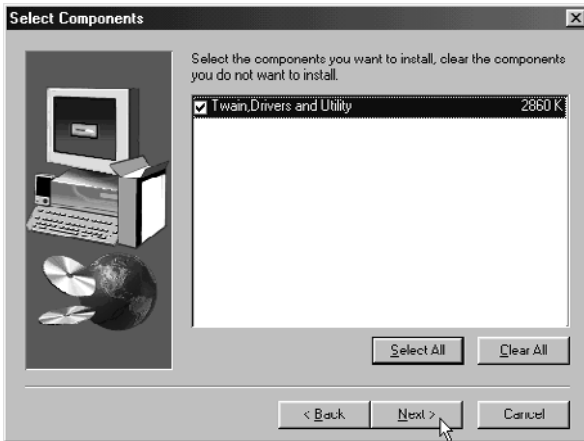 Select Components
Select the components you want to install, clear the components
you do not want to install.
Twain,Drivers and Utility 2860 K
Select All Clear All
< Back Next > Cancel